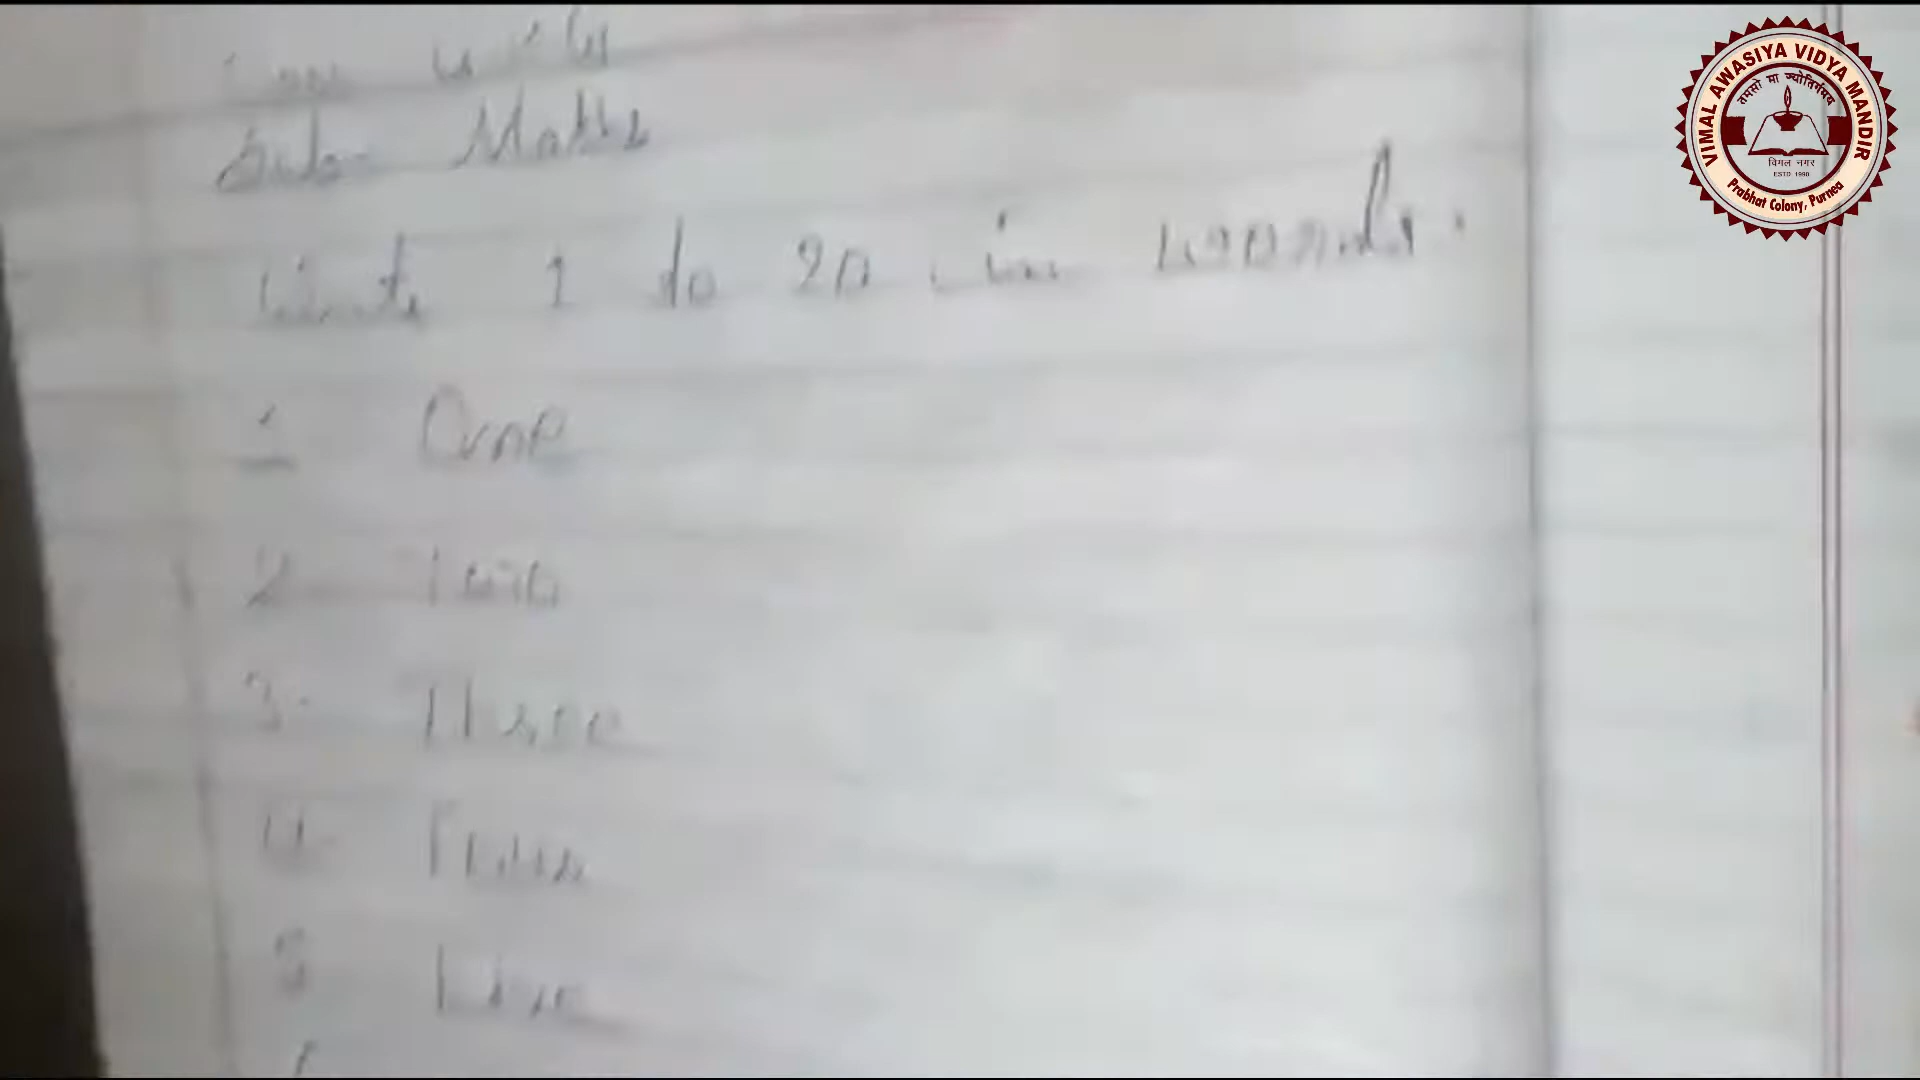 Sub- Maths
Write 1 to 20 in words.
1 One
2 Two
3 Three
4 Four
5 Five
VIMAL AWASIYA VIDYA MANDIR
तमसो मा ज्योतिर्गमय
विमल नगर
ESTD 1990
Prabhat Colony, Purnea